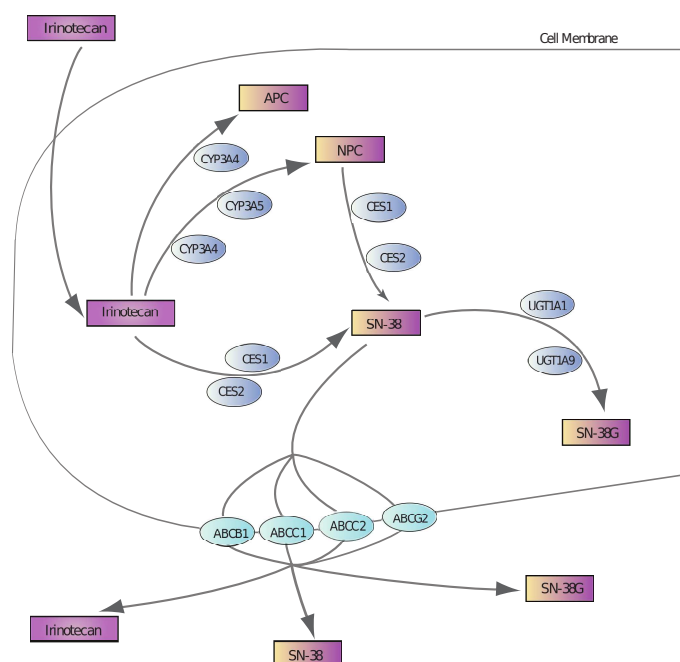 Irinotecan
Cell Membrane
APC
CYP3A4
NPC
CYP3A5
CES1
CYP3A4
CES2
Irinotecan
UGT1A1
SN-38
CES1
UGT1A9
CES2
SN-38G
ABCB1
ABCC1
ABCC2
ABCG2
SN-38G
Irinotecan
SN-38